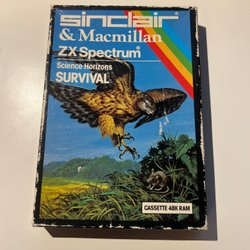 sinclair
& Macmillan
ZX Spectrum
Science Horizons
SURVIVAL
CASSETTE 48K RAM